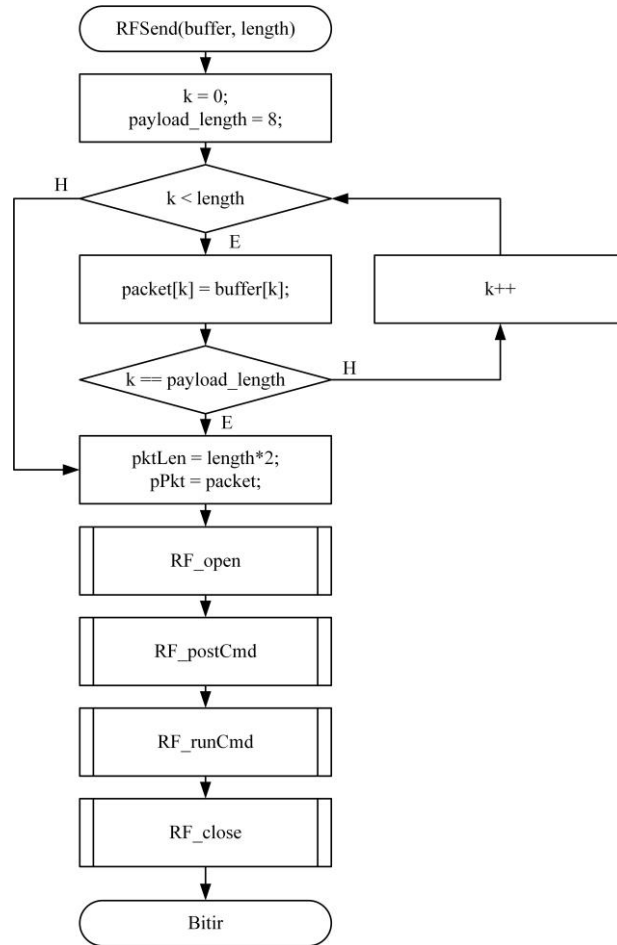 RFSend(buffer, length)
k = 0;
payload_length = 8;
H
k < length
E
packet[k] = buffer[k];
k++
k == payload_length
H
E
pktLen = length*2;
pPkt = packet;
RF_open
RF_postCmd
RF_runCmd
RF_close
Bitir